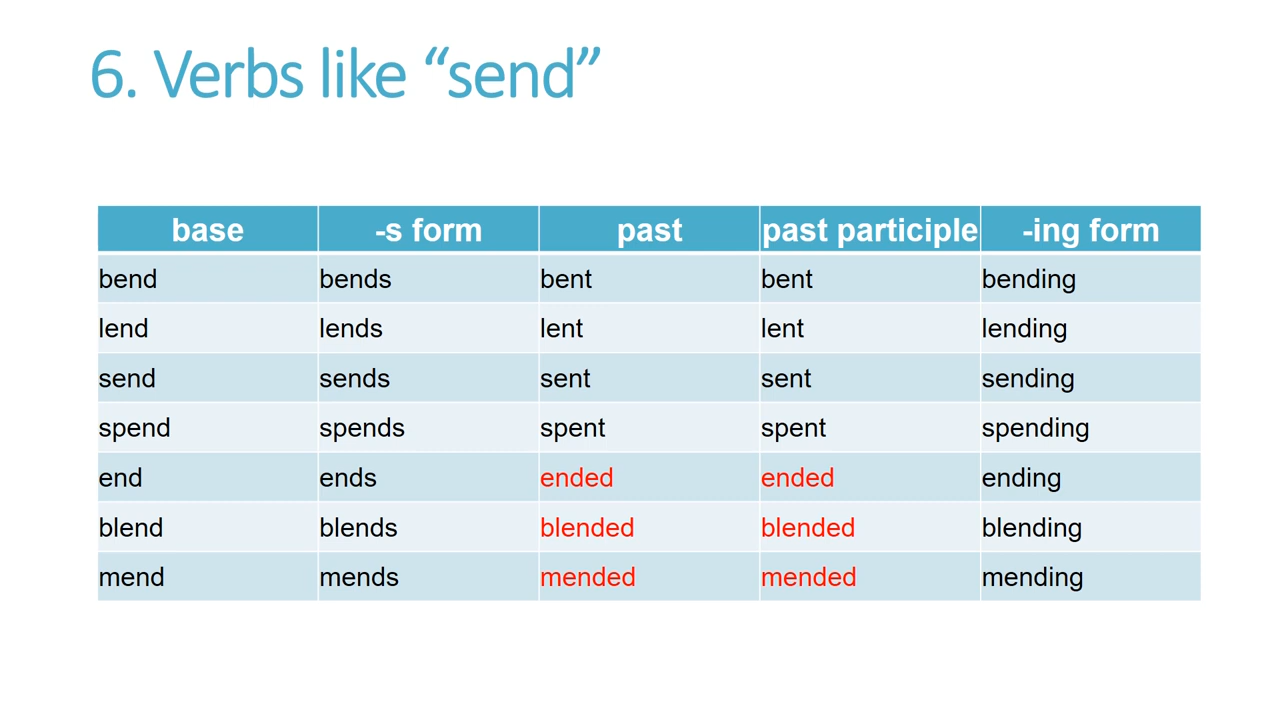 6. Verbs like “send”
base -s form past past participle -ing form
bend bends bent bent bending
lend lends lent lent lending
send sends sent sent sending
spend spends spent spent spending
end ends ended ended ending
blend blends blended blended blending
mend mends mended mended mending